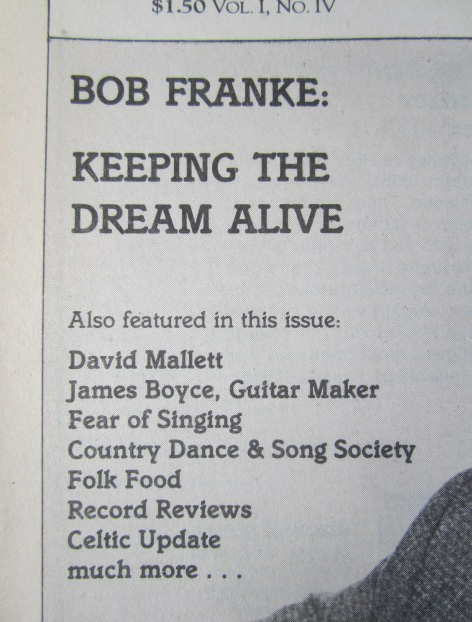 $1.50 VOL. I, NO. IV
BOB FRANKE:
KEEPING THE
DREAM ALIVE
Also featured in this issue:
David Mallett
James Boyce, Guitar Maker
Fear of Singing
Country Dance & Song Society
Folk Food
Record Reviews
Celtic Update
much more . . .